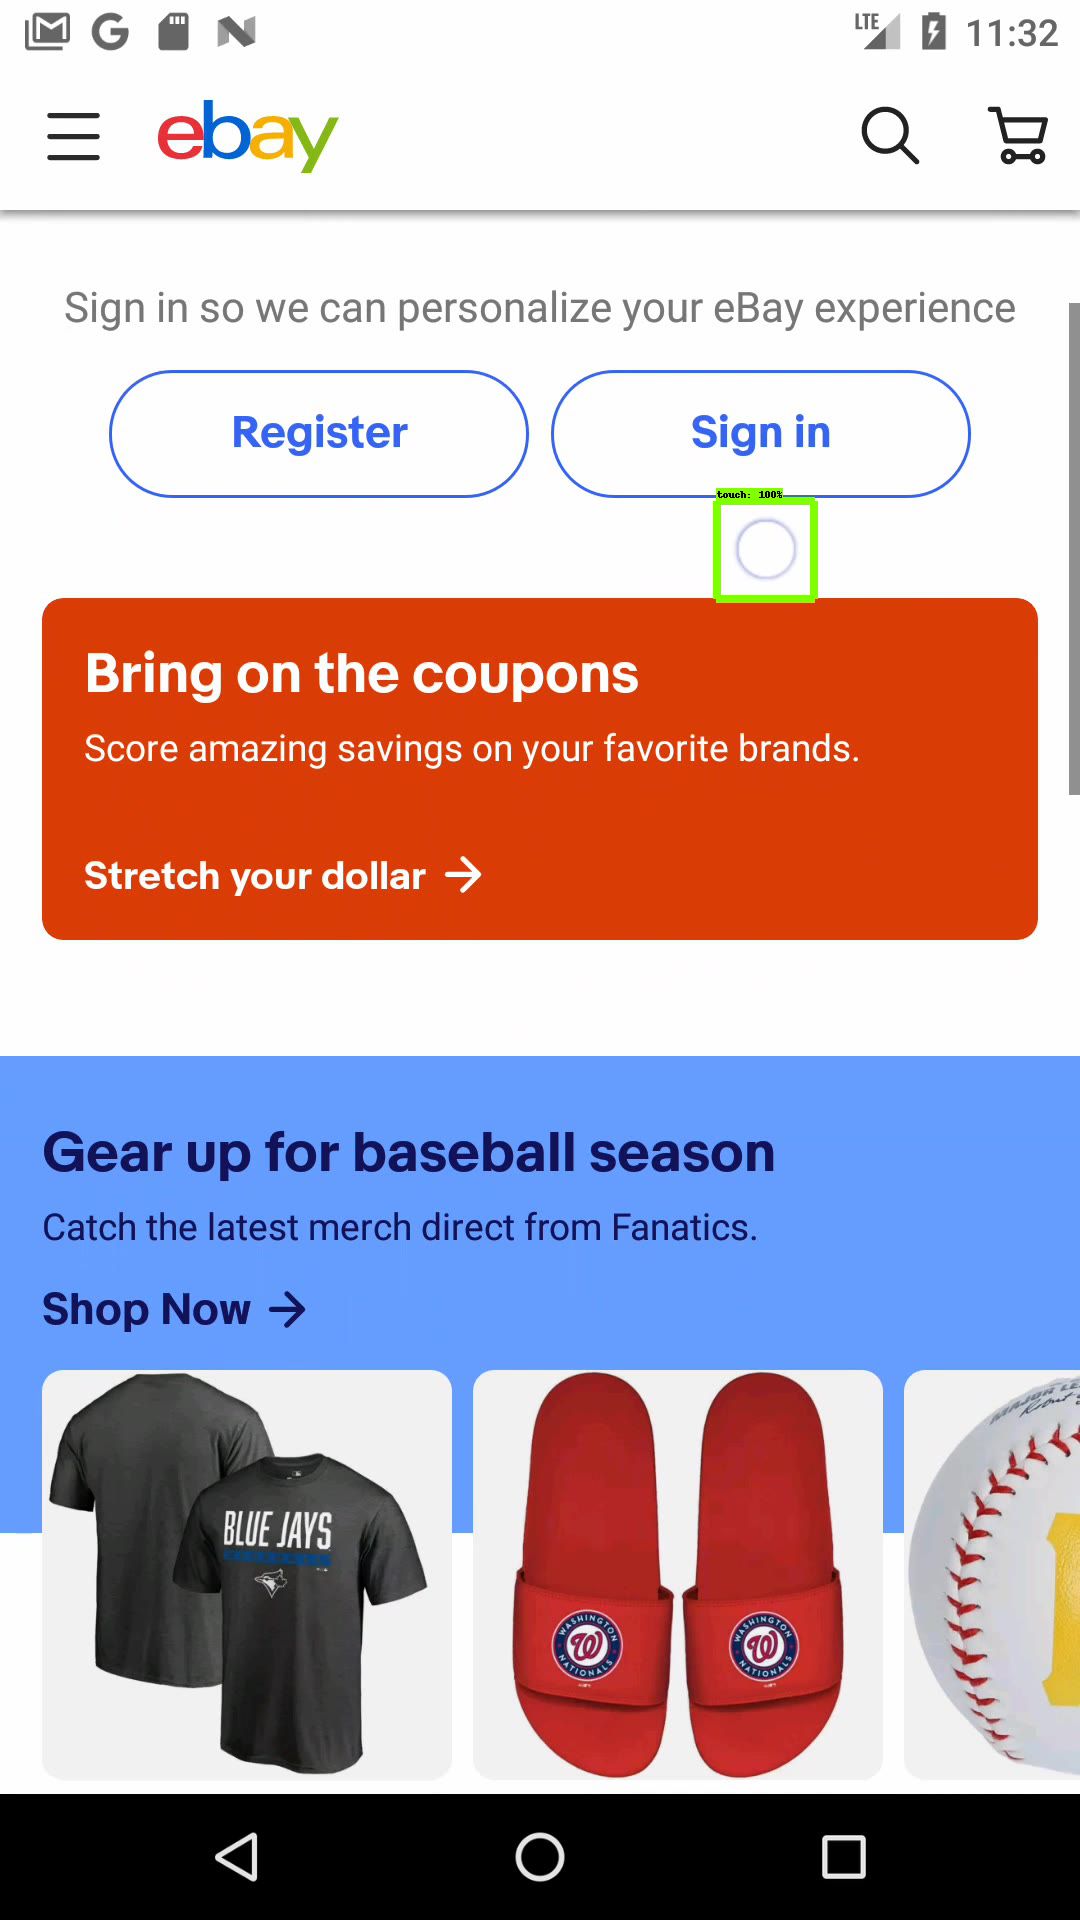 LTE 11:32
ebay
Sign in so we can personalize your eBay experience
Register Sign in
touch: 100%
Bring on the coupons
Score amazing savings on your favorite brands.
Stretch your dollar
Gear up for baseball season
Catch the latest merch direct from Fanatics.
Shop Now
BLUE JAYS
WASHINGTON NATIONALS
W
WASHINGTON NATIONALS
W